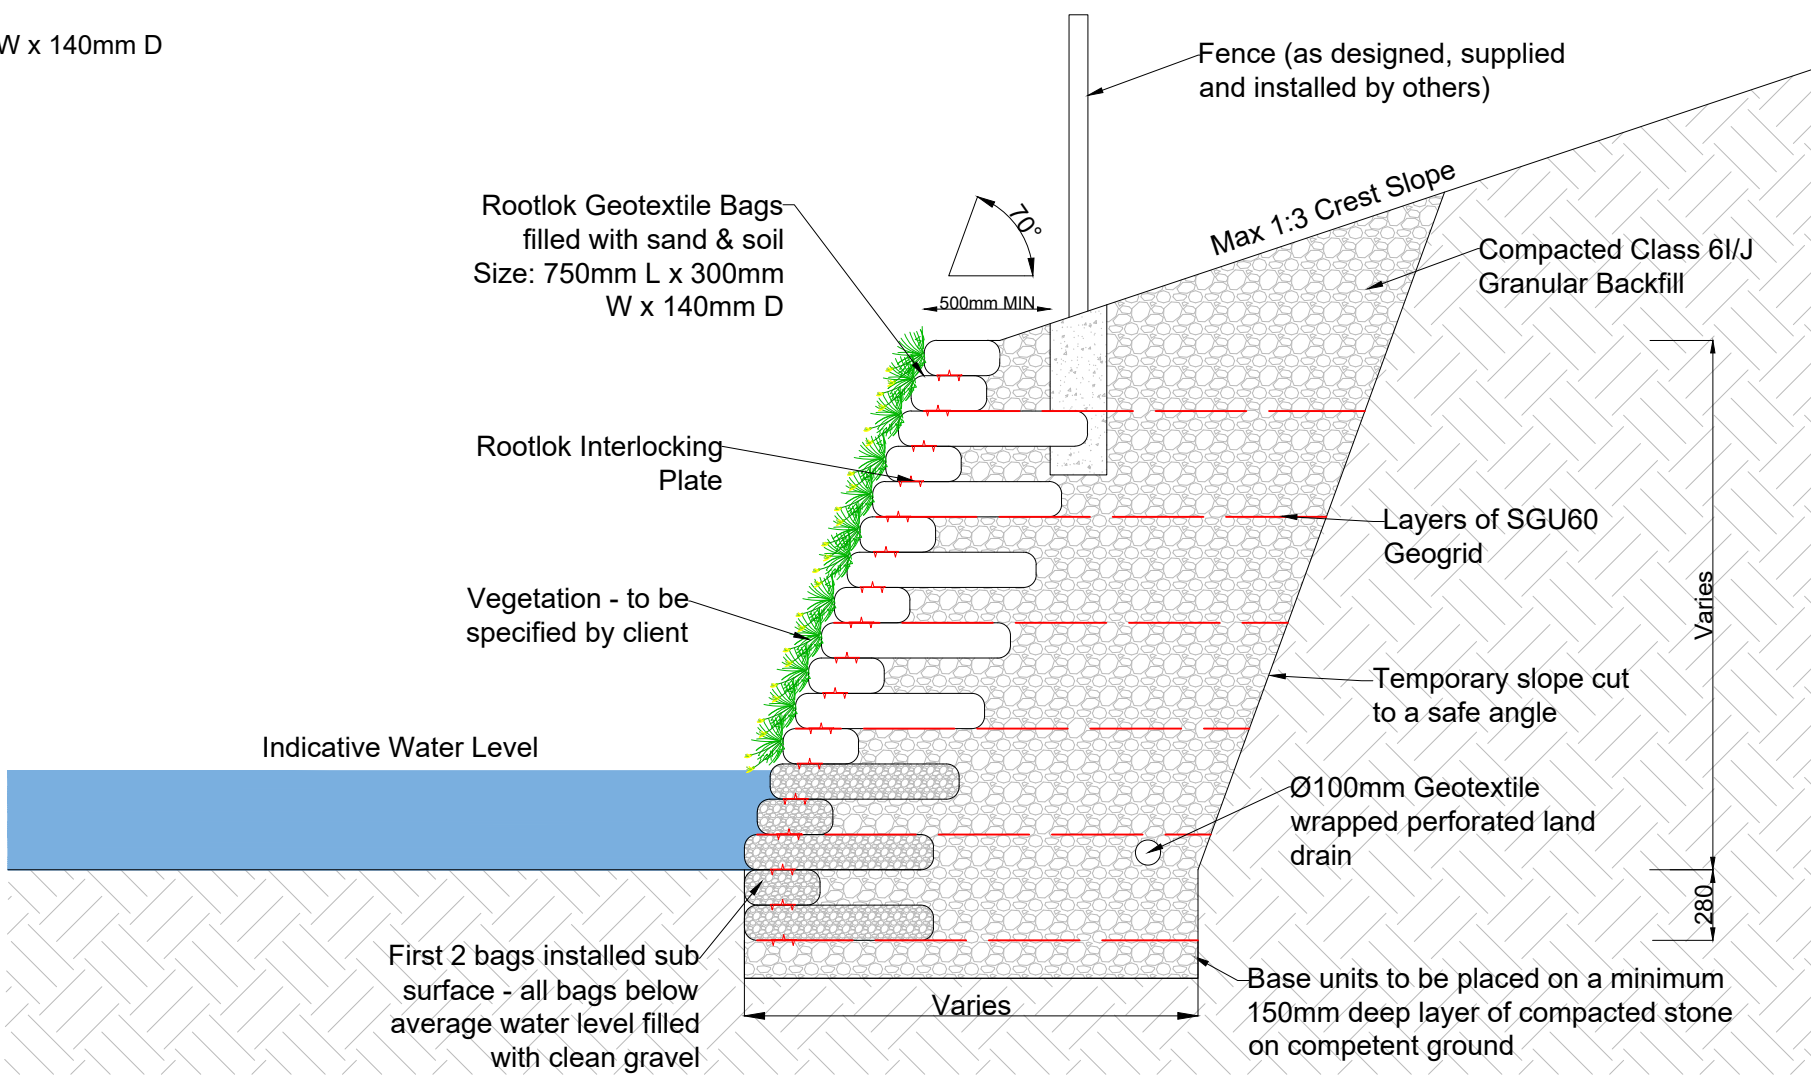 W x 140mm D
Fence (as designed, supplied
and installed by others)
Rootlok Geotextile Bags
filled with sand & soil
Size: 750mm L x 300mm
W x 140mm D
70°
500mm MIN
Max 1:3 Crest Slope
Compacted Class 6I/J
Granular Backfill
Rootlok Interlocking
Plate
Layers of SGU60
Geogrid
Vegetation - to be
specified by client
Varies
Temporary slope cut
to a safe angle
Indicative Water Level
Ø100mm Geotextile
wrapped perforated land
drain
280
First 2 bags installed sub
surface - all bags below
average water level filled
with clean gravel
Varies
Base units to be placed on a minimum
150mm deep layer of compacted stone
on competent ground